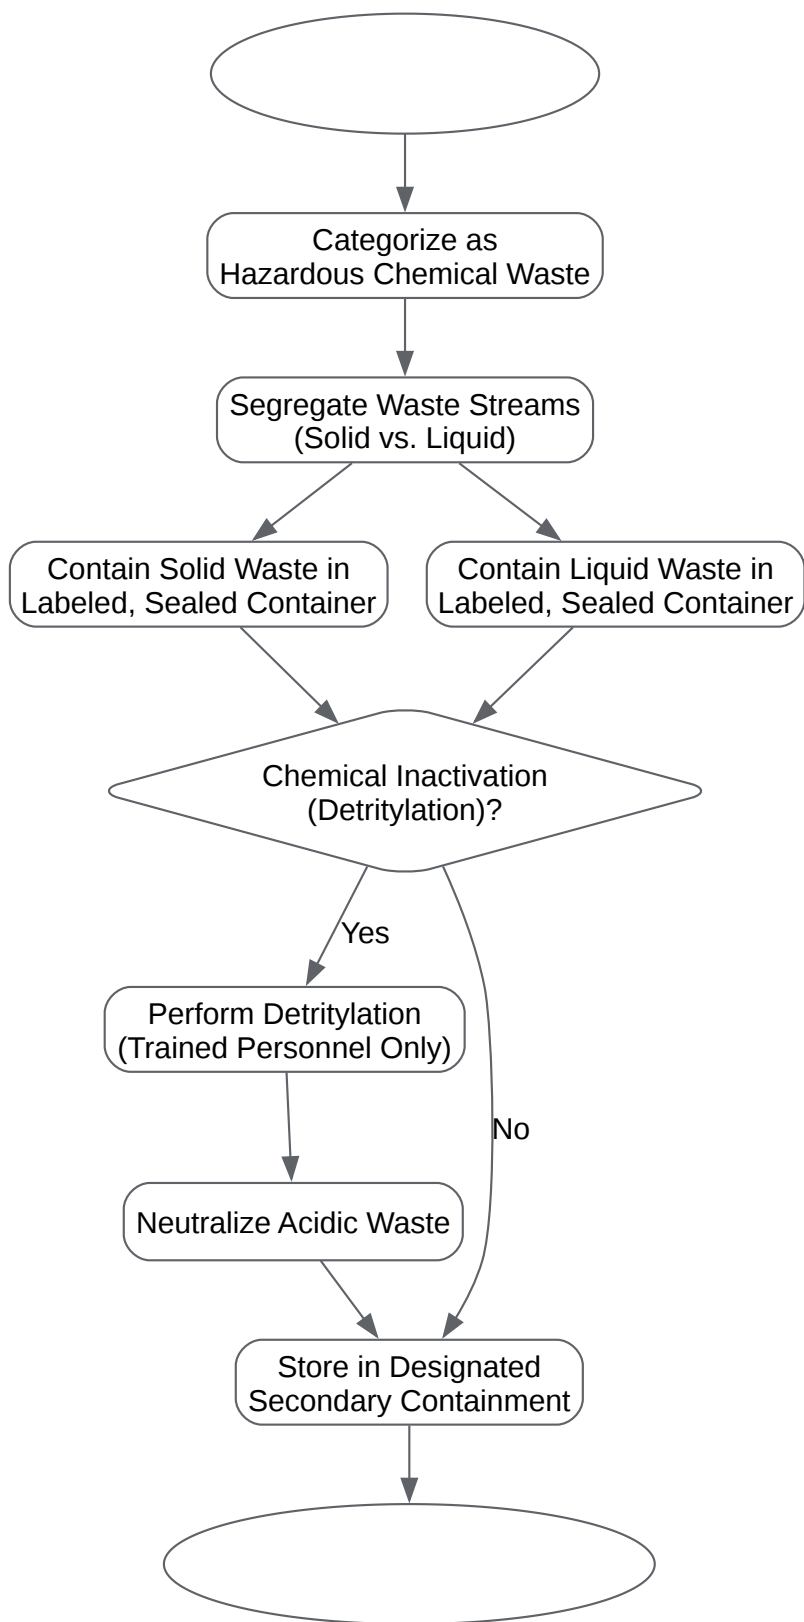 Categorize as
Hazardous Chemical Waste
Segregate Waste Streams
(Solid vs. Liquid)
Contain Solid Waste in
Labeled, Sealed Container
Contain Liquid Waste in
Labeled, Sealed Container
Chemical Inactivation
(Detritylation)?
Yes
Perform Detritylation
(Trained Personnel Only)
No
Neutralize Acidic Waste
Store in Designated
Secondary Containment